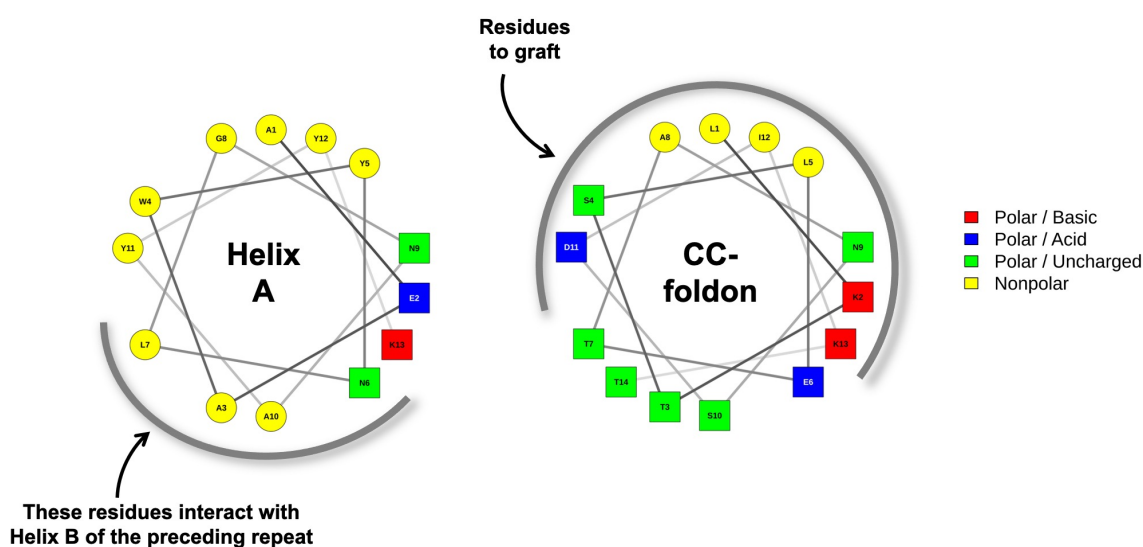 Residues
to graft
G8
A1
Y12
Y5
W4
Y11
N9
E2
K13
N6
L7
A3
A10
Helix
A
These residues interact with
Helix B of the preceding repeat
A8
L1
I12
L5
S4
D11
N9
K2
K13
E6
T7
T14
T3
S10
CC-
foldon
Polar / Basic
Polar / Acid
Polar / Uncharged
Nonpolar